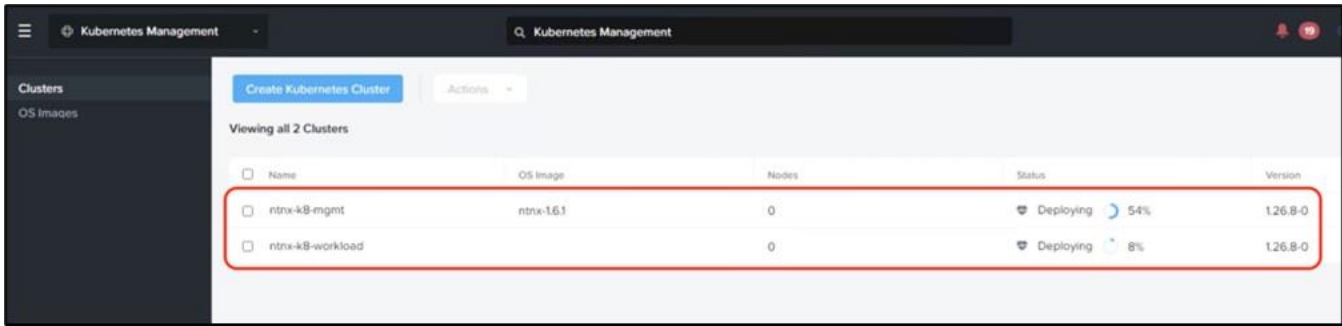 Kubernetes Management Kubernetes Management 19
Clusters Create Kubernetes Cluster Actions
OS Images
Viewing all 2 Clusters
Name OS Image Nodes Status Version
ntnx-k8-mgmt ntnx-1.6.1 0 Deploying 54% 1.26.8-0
ntnx-k8-workload 0 Deploying 8% 1.26.8-0